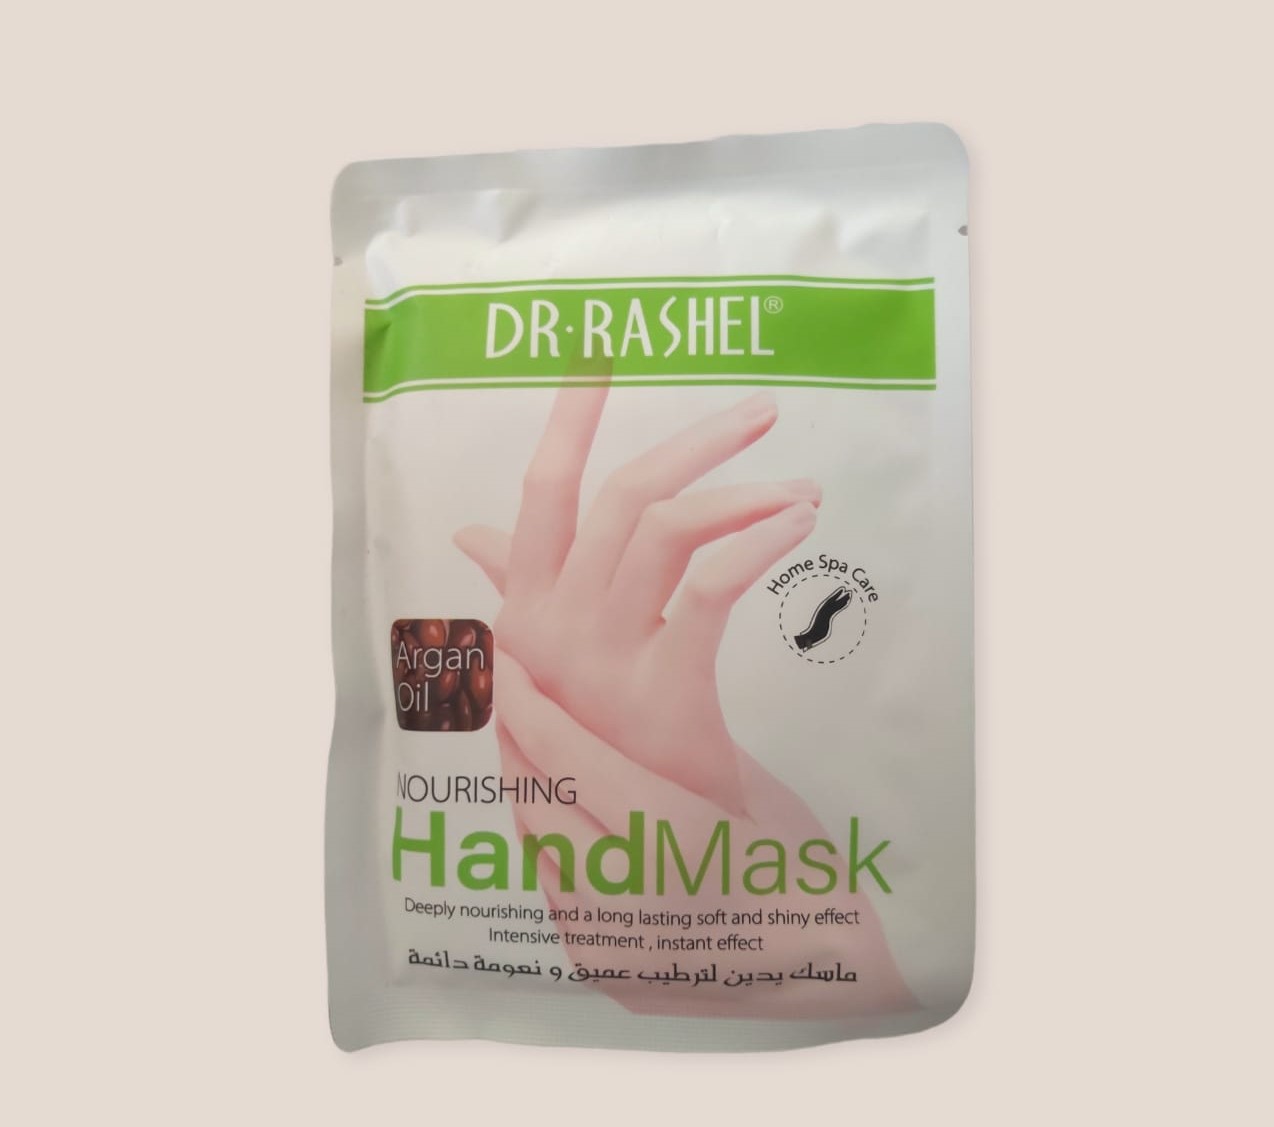 DR·RASHEL®
Home Spa Care
Argan
Oil
NOURISHING
HandMask
Deeply nourishing and a long lasting soft and shiny effect
Intensive treatment , instant effect
ماسك يدين لترطيب عميق و نعومة دائمة